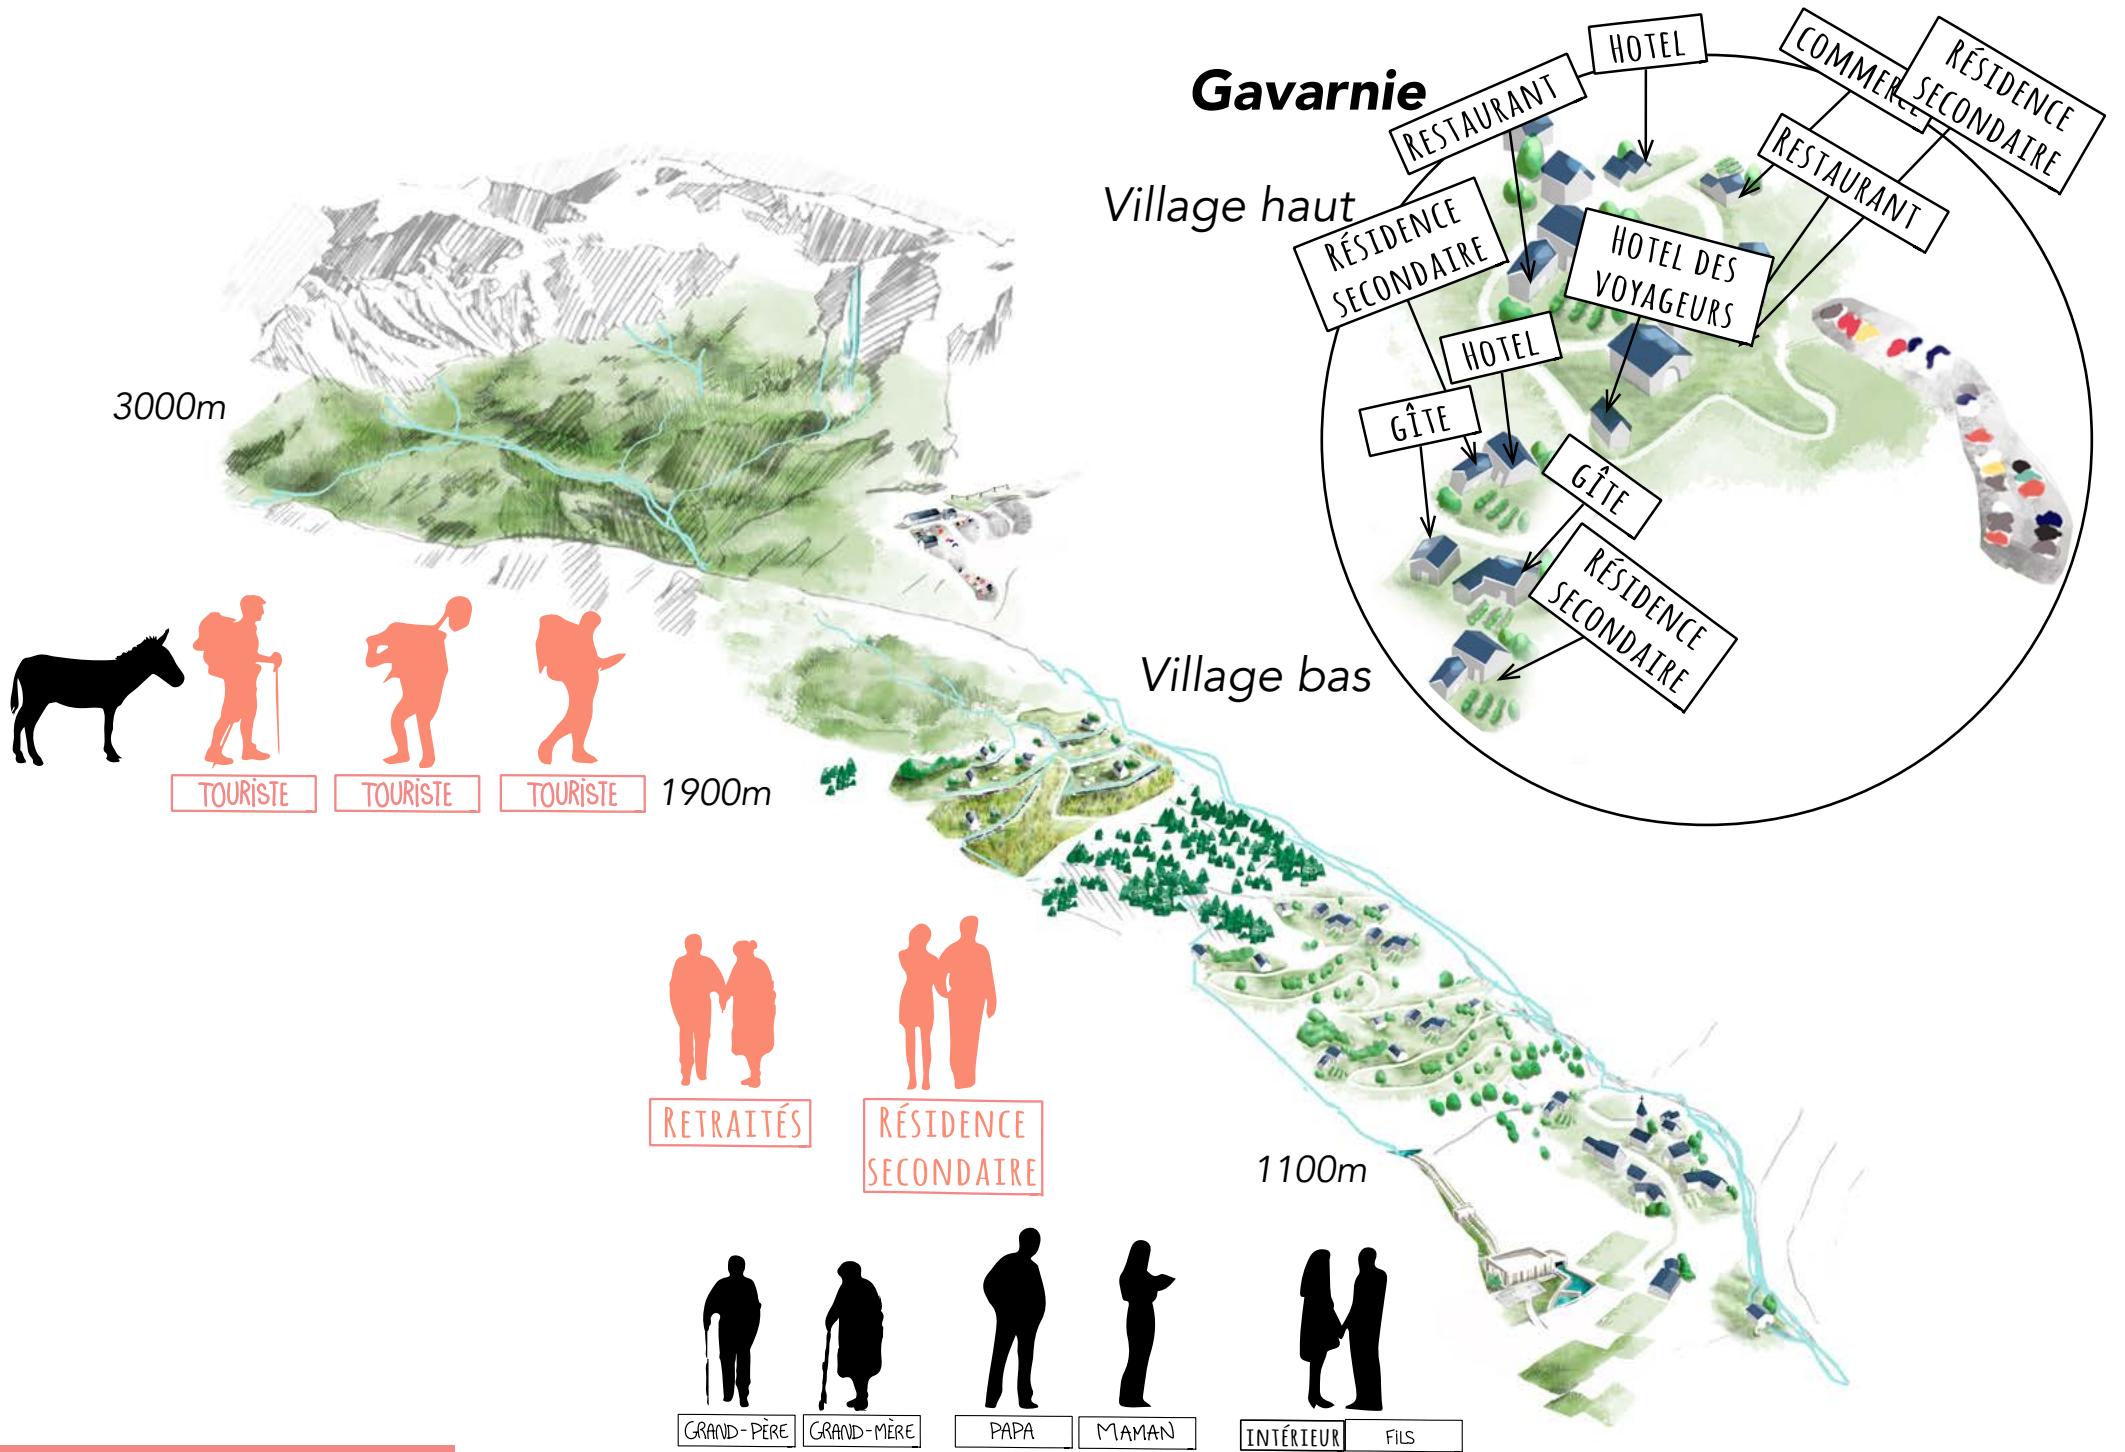 Gavarnie
HOTEL
COMMERCE
RÉSIDENCE
SECONDAIRE
RESTAURANT
RESTAURANT
Village haut
RÉSIDENCE
SECONDAIRE
HOTEL DES
VOYAGEURS
HOTEL
GÎTE
GÎTE
RÉSIDENCE
SECONDAIRE
Village bas
3000m
TOURiSTE
TOURiSTE
TOURiSTE
1900m
RETRAITÉS
RÉSIDENCE
SECONDAIRE
1100m
GRAND-PÈRE
GRAND-MÈRE
PAPA
MAMAN
INTÉRIEUR
FiLS